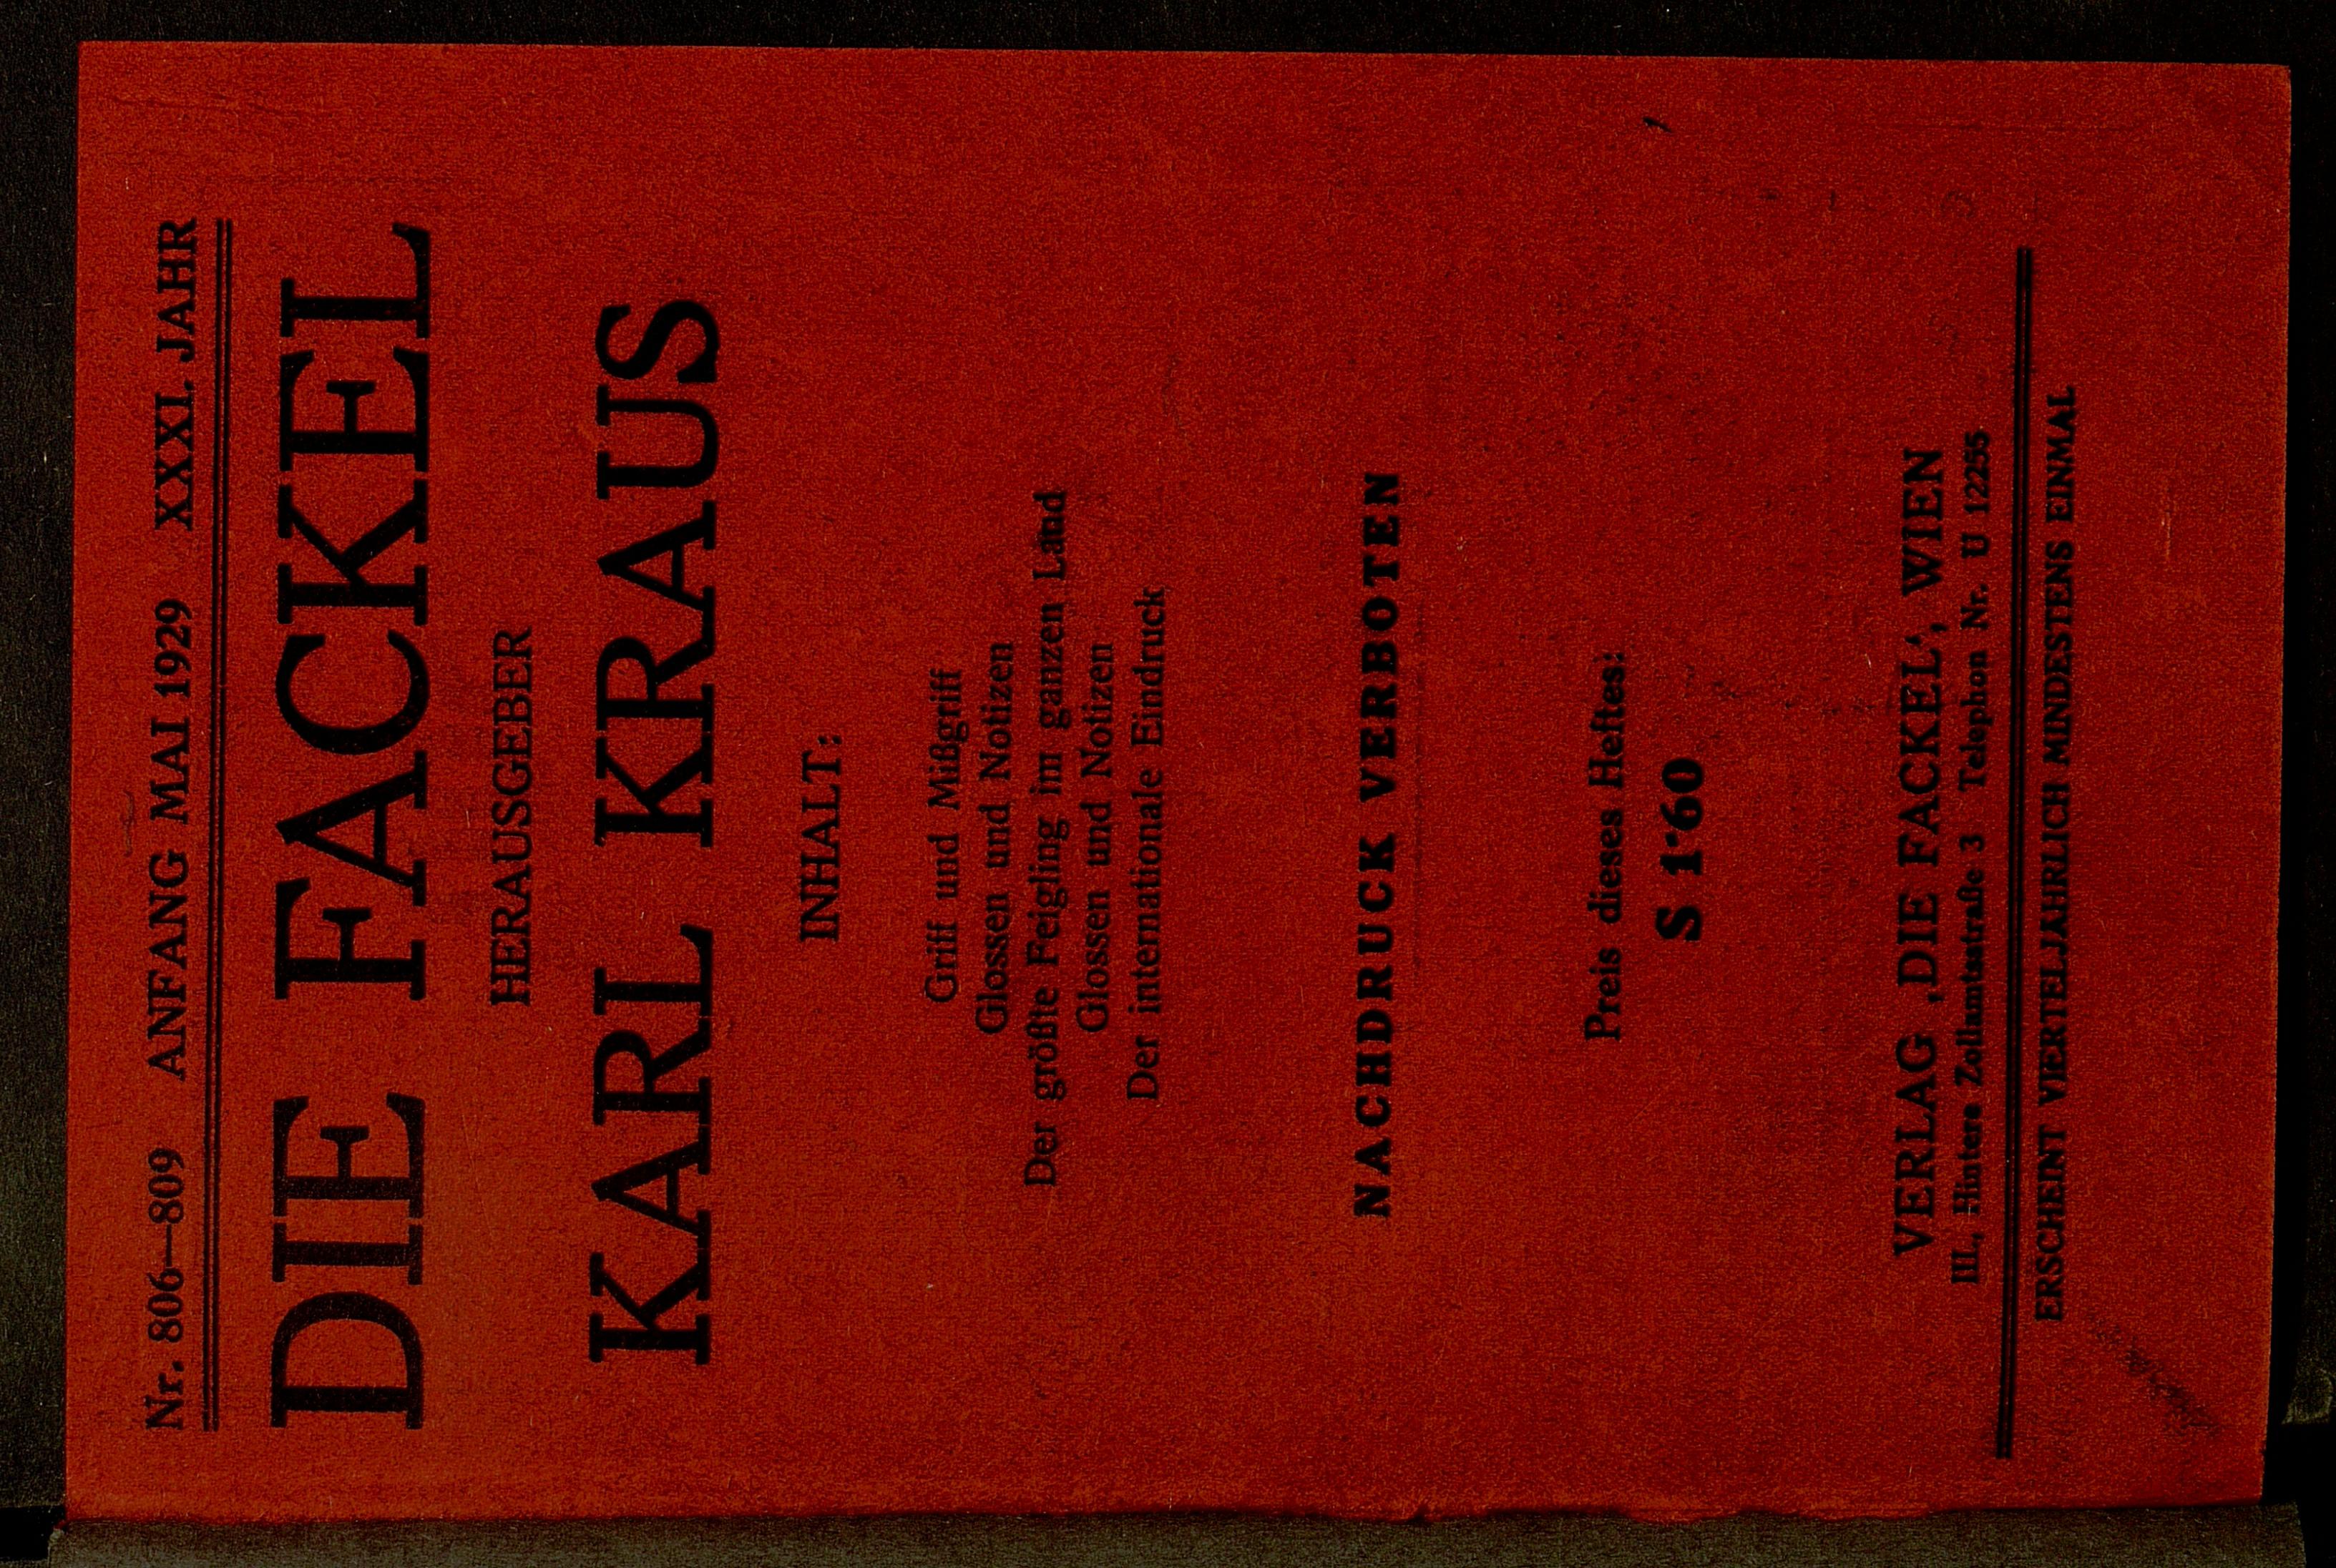 Nr. 806—809 ANFANG MAI 1929 XXXI. JAHR
DIE FACKEL
HERAUSGEBER
KARL KRAUS
INHALT:
Griff und Mißgriff
Glossen und Notizen
Der größte Feigling im ganzen Land
Glossen und Notizen
Der internationale Eindruck
NACHDRUCK VERBOTEN
Preis dieses Heftes:
S 1·60
VERLAG ‚DIE FACKEL‘, WIEN
III., Hintere Zollamtsstraße 3 Telephon Nr. U 12255
ERSCHEINT VIERTELJÄHRLICH MINDESTENS EINMAL